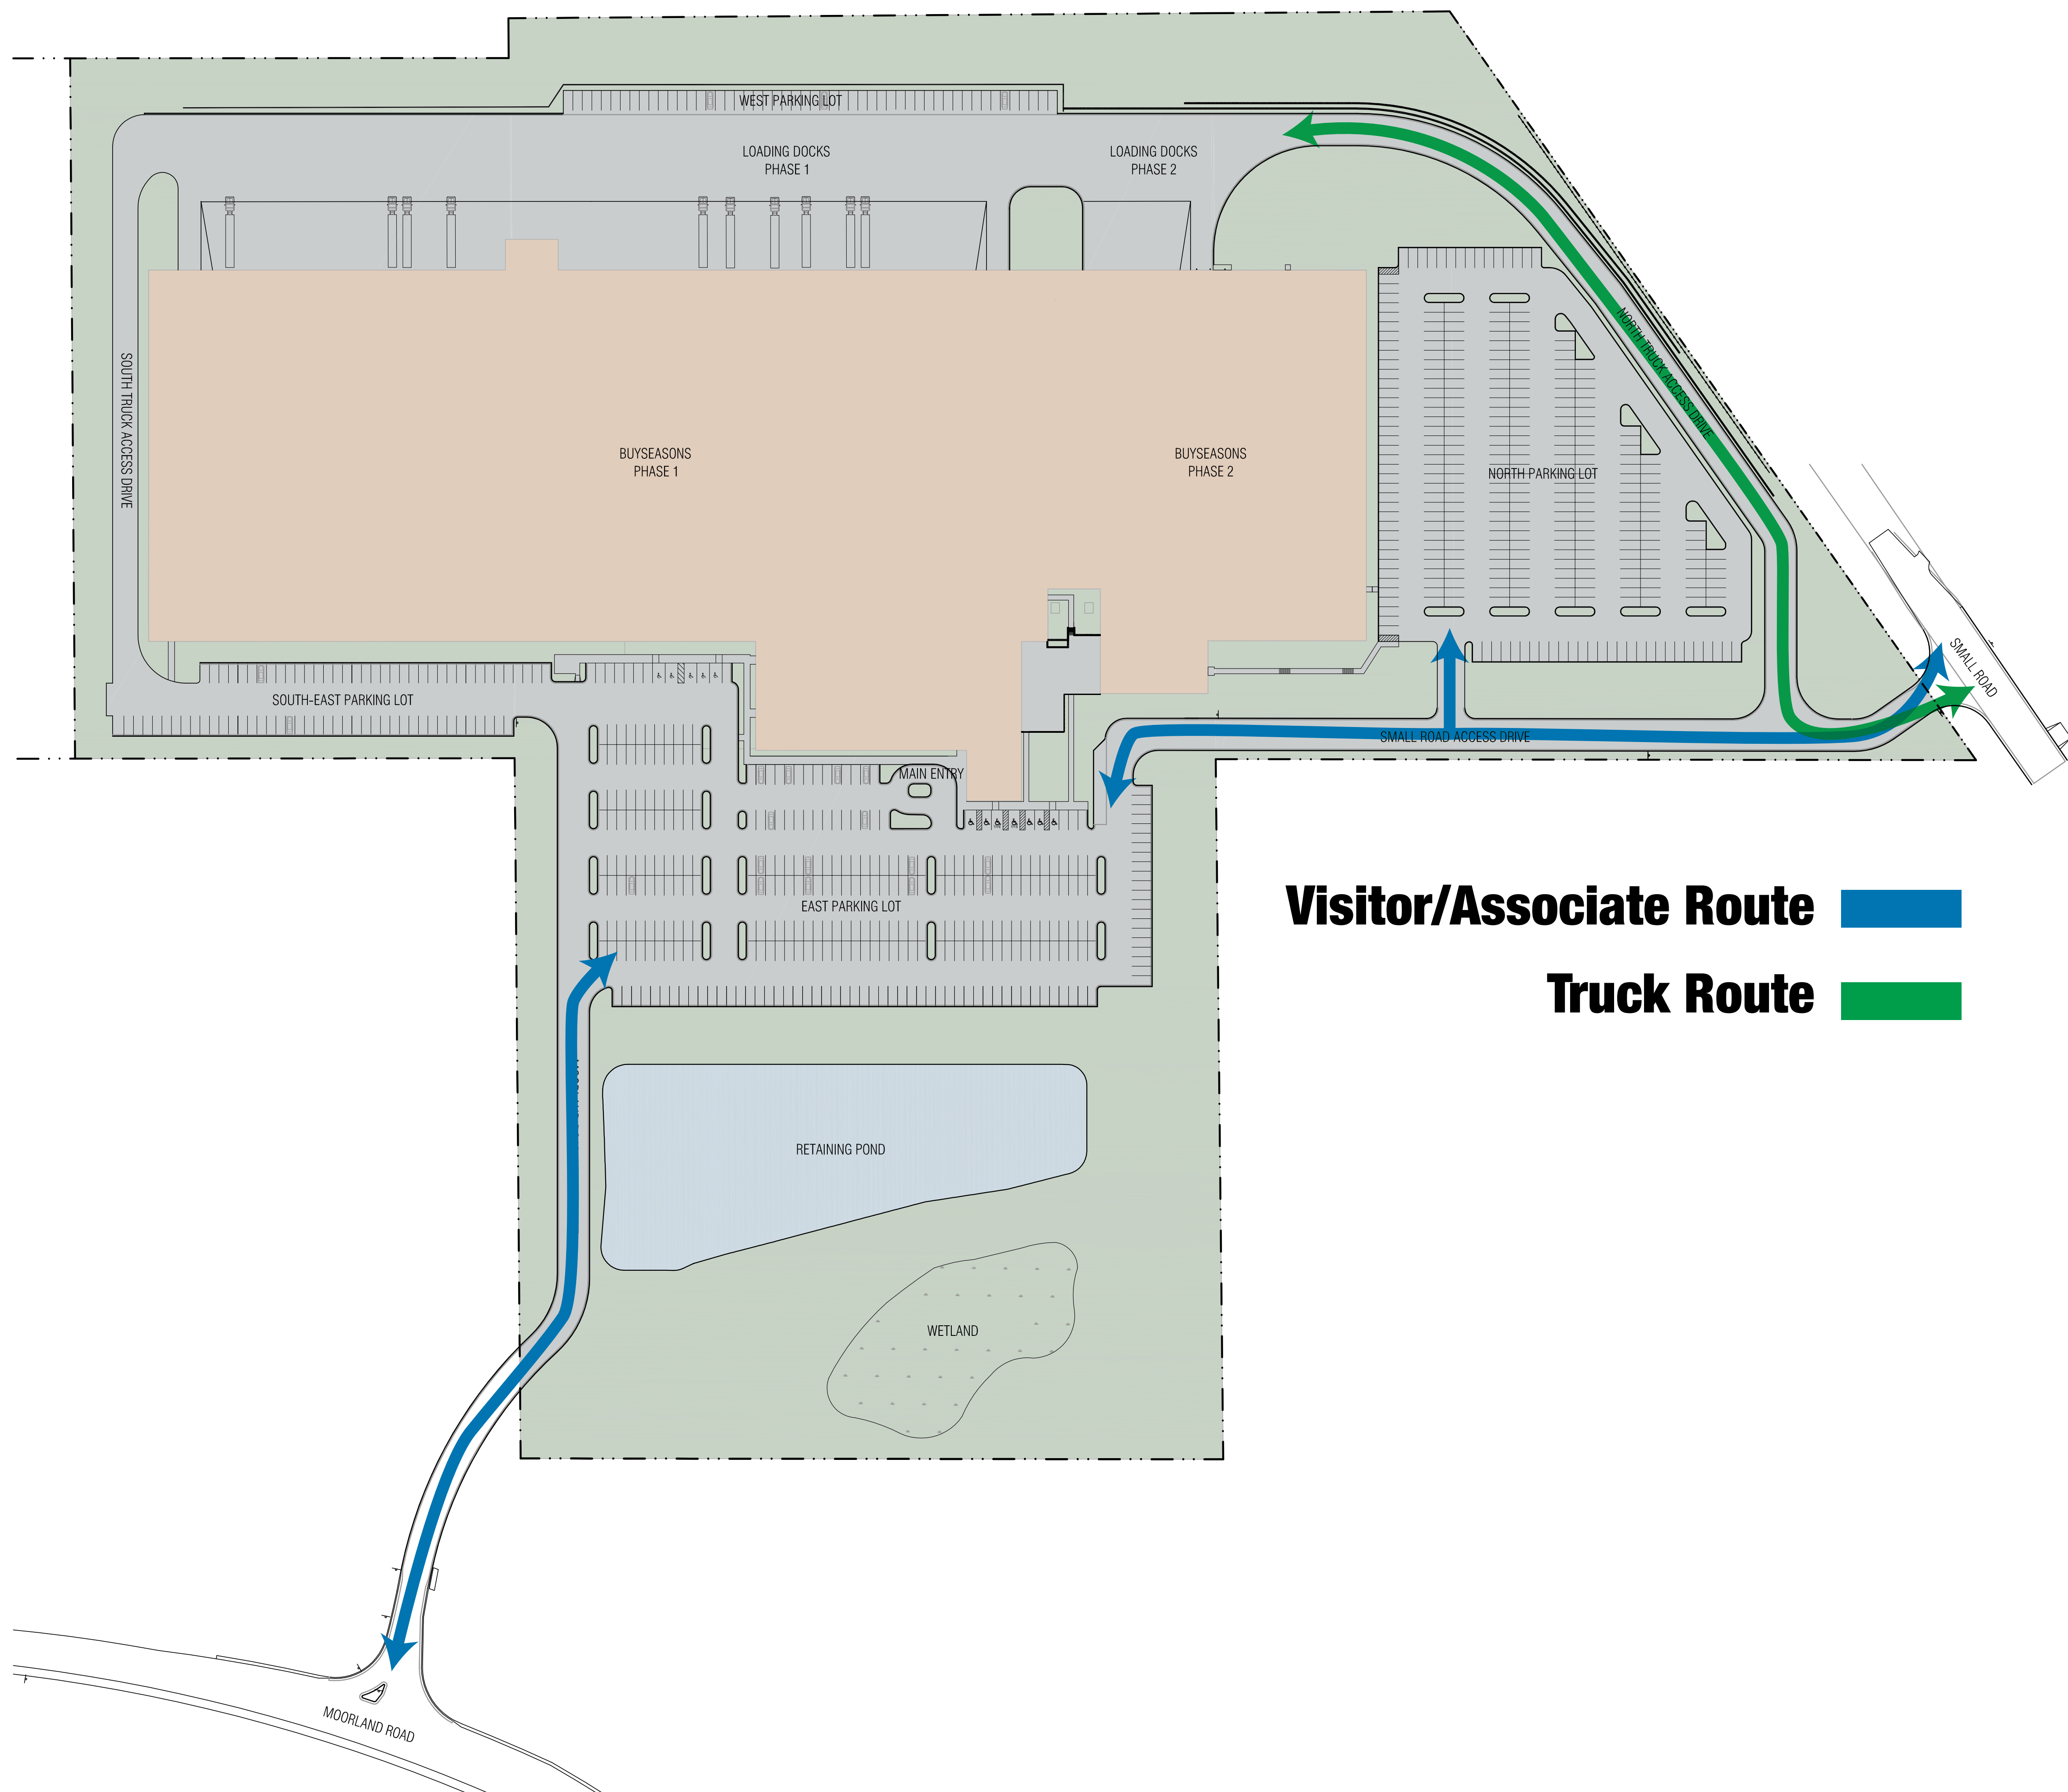 WEST PARKING LOT
LOADING DOCKS
PHASE 1
LOADING DOCKS
PHASE 2
SOUTH TRUCK ACCESS DRIVE
NORTH TRUCK ACCESS DRIVE
BUYSEASONS
PHASE 1
BUYSEASONS
PHASE 2
NORTH PARKING LOT
SMALL ROAD
SOUTH-EAST PARKING LOT
SMALL ROAD ACCESS DRIVE
MAIN ENTRY
EAST PARKING LOT
Visitor/Associate Route
Truck Route
RETAINING POND
WETLAND
MOORLAND ROAD